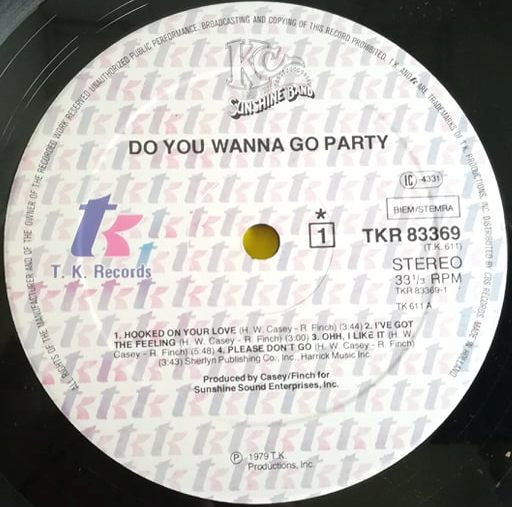 ALL RIGHTS OF THE MANUFACTURER AND OF THE OWNER OF THE RECORDED WORK RESERVED UNAUTHORIZED PUBLIC PERFORMANCE, BROADCASTING AND COPYING OF THIS RECORD PROHIBITED. T.K. AND tk ARE TRADEMARKS OF T.K. PRODUCTIONS, INC. DISTRIBUTED BY CBS RECORDS. MADE IN HOLLAND
KC
SUNSHINE BAND
DO YOU WANNA GO PARTY
IC -4331
BIEM/STEMRA
*
1
TKR 83369
(T.K. 611)
STEREO
33 1/3 RPM
TKR 83369-1
TK 611 A
tk
T. K. Records
1. HOOKED ON YOUR LOVE (H. W. Casey - R. Finch) (3:44) 2. I'VE GOT
THE FEELING (H. W. Casey - R. Finch) (3:00) 3. OHH, I LIKE IT (H. W.
Casey - R. Finch) (5:48) 4. PLEASE DON'T GO (H. W. Casey - R. Finch)
(3:43) Sherlyn Publishing Co., Inc., Harrick Music Inc.
Produced by Casey/Finch for
Sunshine Sound Enterprises, Inc.
℗ 1979 T.K.
Productions, Inc.